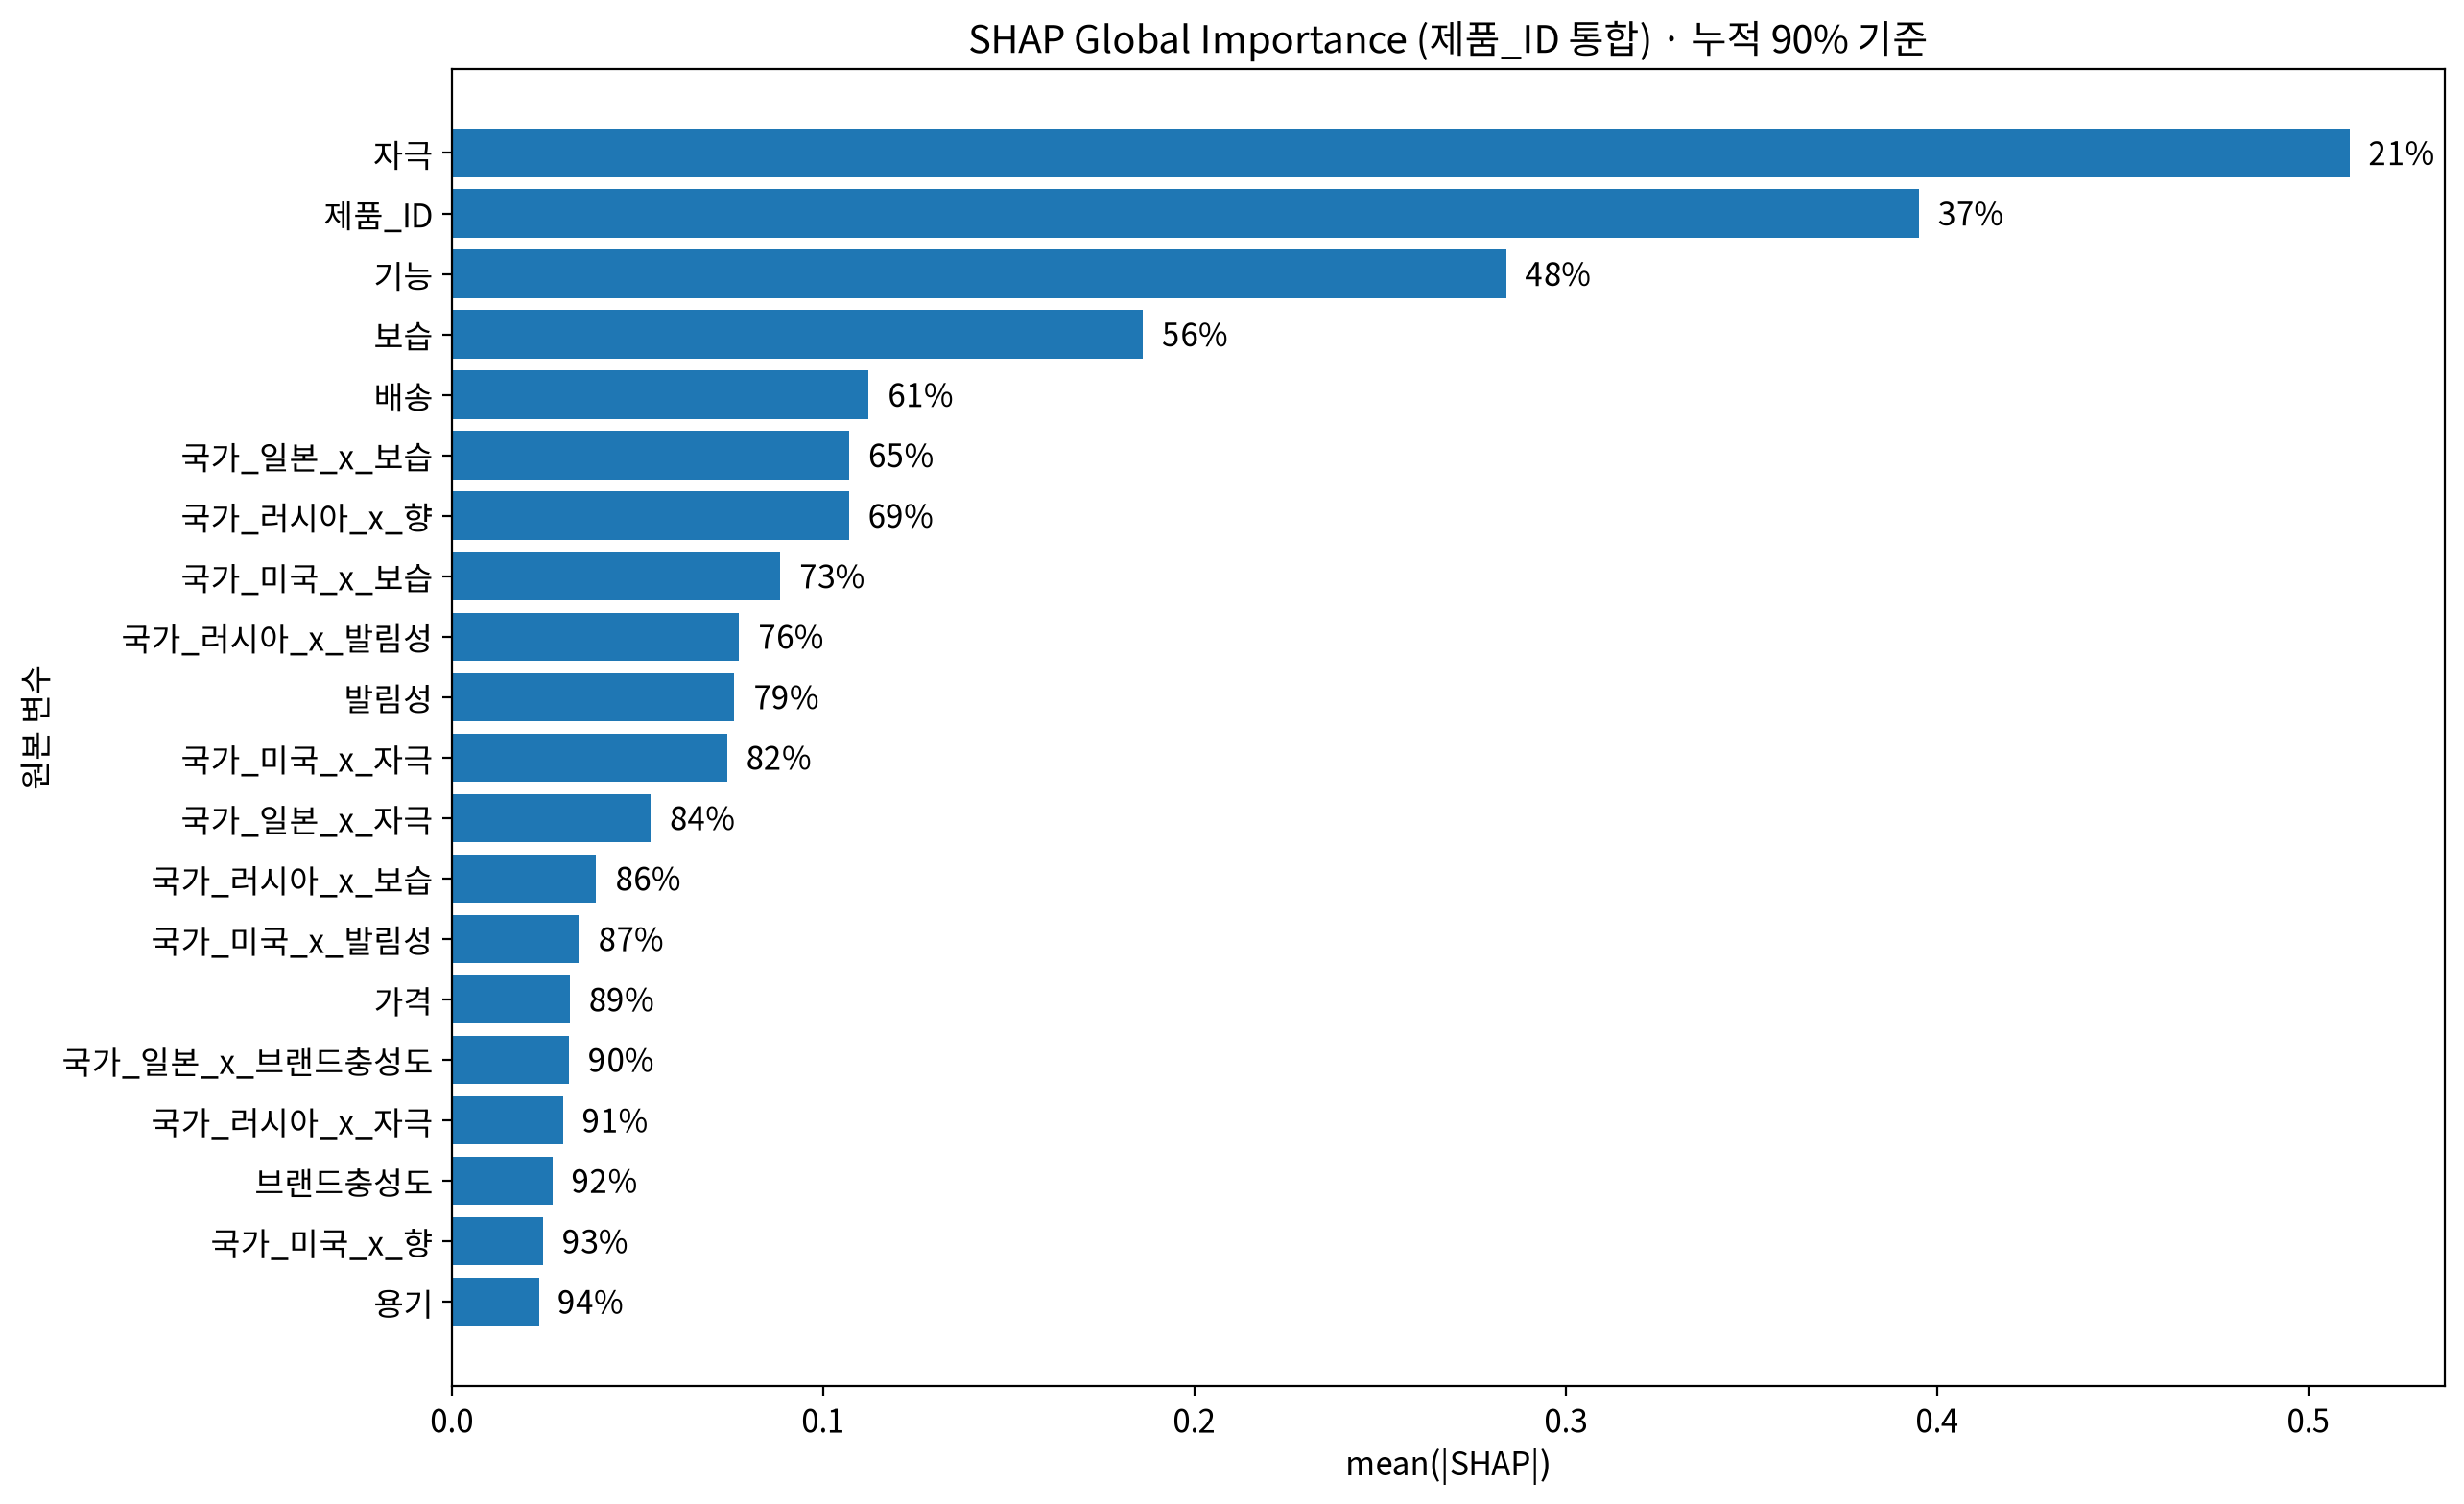 SHAP Global Importance (제품_ID 통합) · 누적 90% 기준
원본 변수
자극 21%
제품_ID 37%
기능 48%
보습 56%
배송 61%
국가_일본_x_보습 65%
국가_러시아_x_향 69%
국가_미국_x_보습 73%
국가_러시아_x_발림성 76%
발림성 79%
국가_미국_x_자극 82%
국가_일본_x_자극 84%
국가_러시아_x_보습 86%
국가_미국_x_발림성 87%
가격 89%
국가_일본_x_브랜드충성도 90%
국가_러시아_x_자극 91%
브랜드충성도 92%
국가_미국_x_향 93%
용기 94%
0.0 0.1 0.2 0.3 0.4 0.5
mean(|SHAP|)